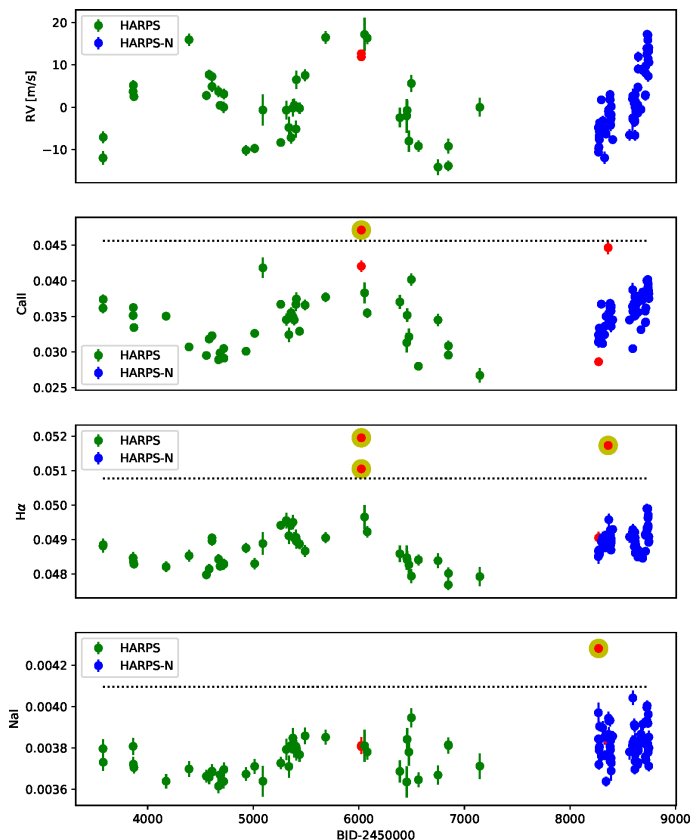 20
10
0
−10
RV [m/s]
HARPS
HARPS-N
0.045
0.040
0.035
0.030
0.025
CaII
HARPS
HARPS-N
0.052
0.051
0.050
0.049
0.048
Hα
HARPS
HARPS-N
0.0042
0.0040
0.0038
0.0036
NaI
HARPS
HARPS-N
4000 5000 6000 7000 8000 9000
BJD-2450000